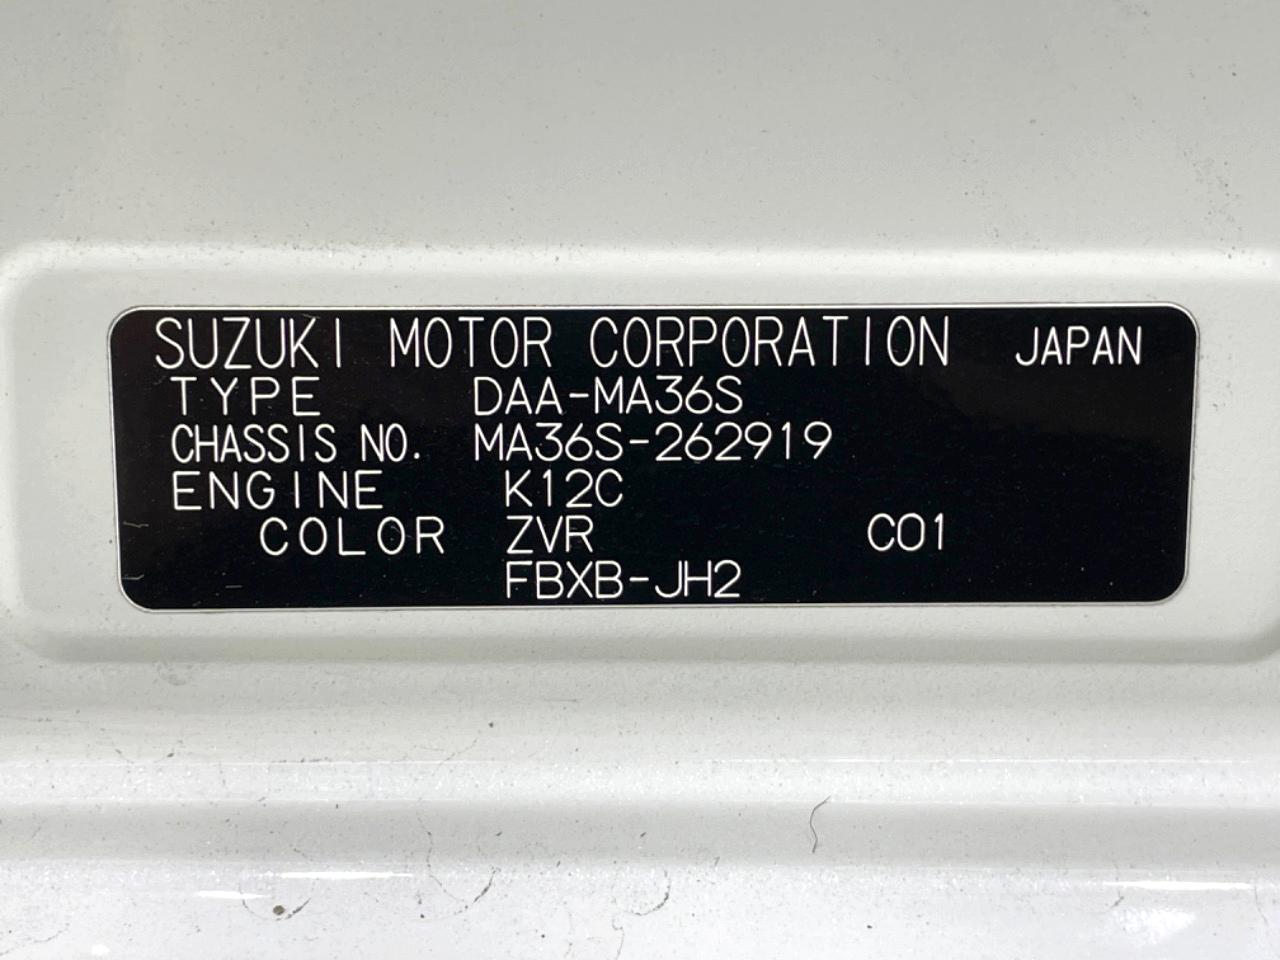 SUZUKI MOTOR CORPORATION JAPAN
TYPE DAA-MA36S
CHASSIS NO. MA36S-262919
ENGINE K12C
COLOR ZVR C01
FBXB-JH2